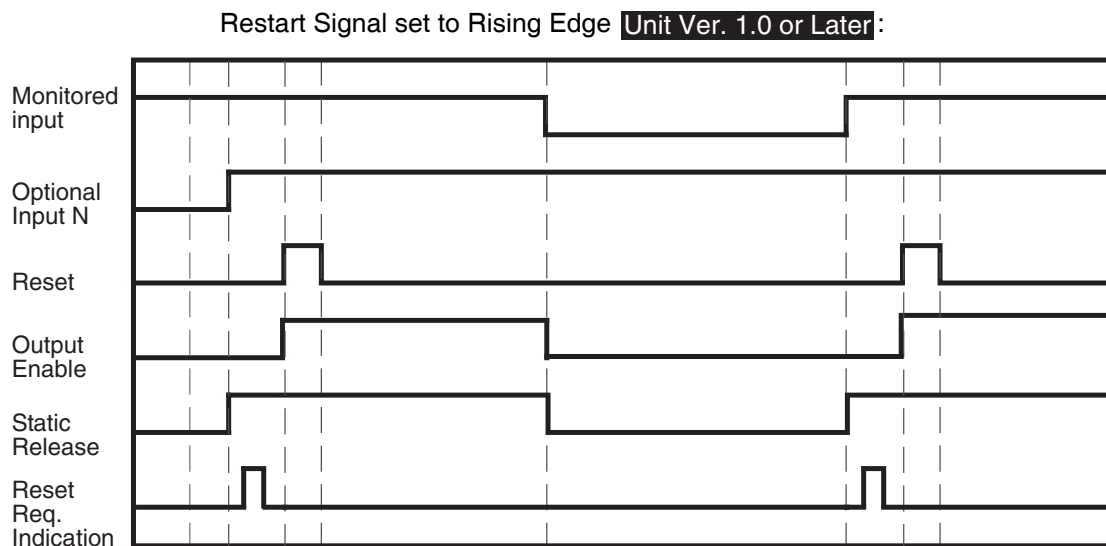 Restart Signal set to Rising Edge Unit Ver. 1.0 or Later :
Monitored
input
Optional
Input N
Reset
Output
Enable
Static
Release
Reset
Req.
Indication